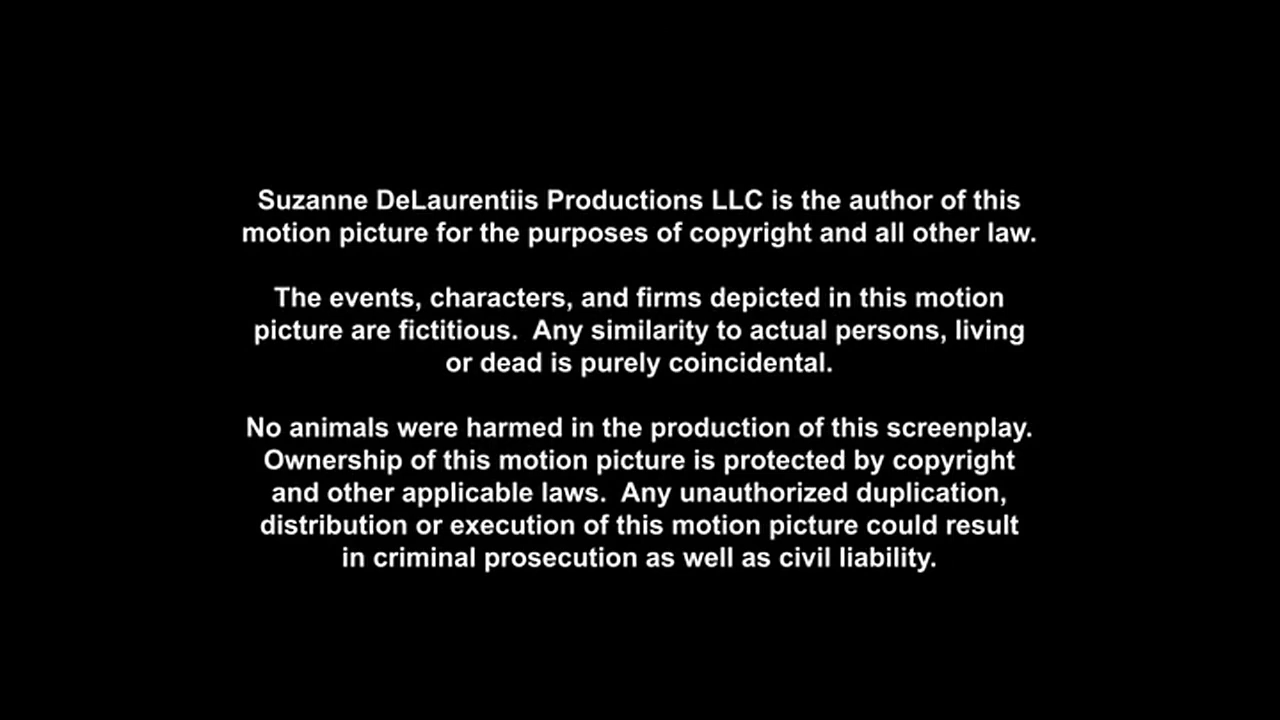 Suzanne DeLaurentiis Productions LLC is the author of this
motion picture for the purposes of copyright and all other law.
The events, characters, and firms depicted in this motion
picture are fictitious.  Any similarity to actual persons, living
or dead is purely coincidental.
No animals were harmed in the production of this screenplay.
Ownership of this motion picture is protected by copyright
and other applicable laws.  Any unauthorized duplication,
distribution or execution of this motion picture could result
in criminal prosecution as well as civil liability.